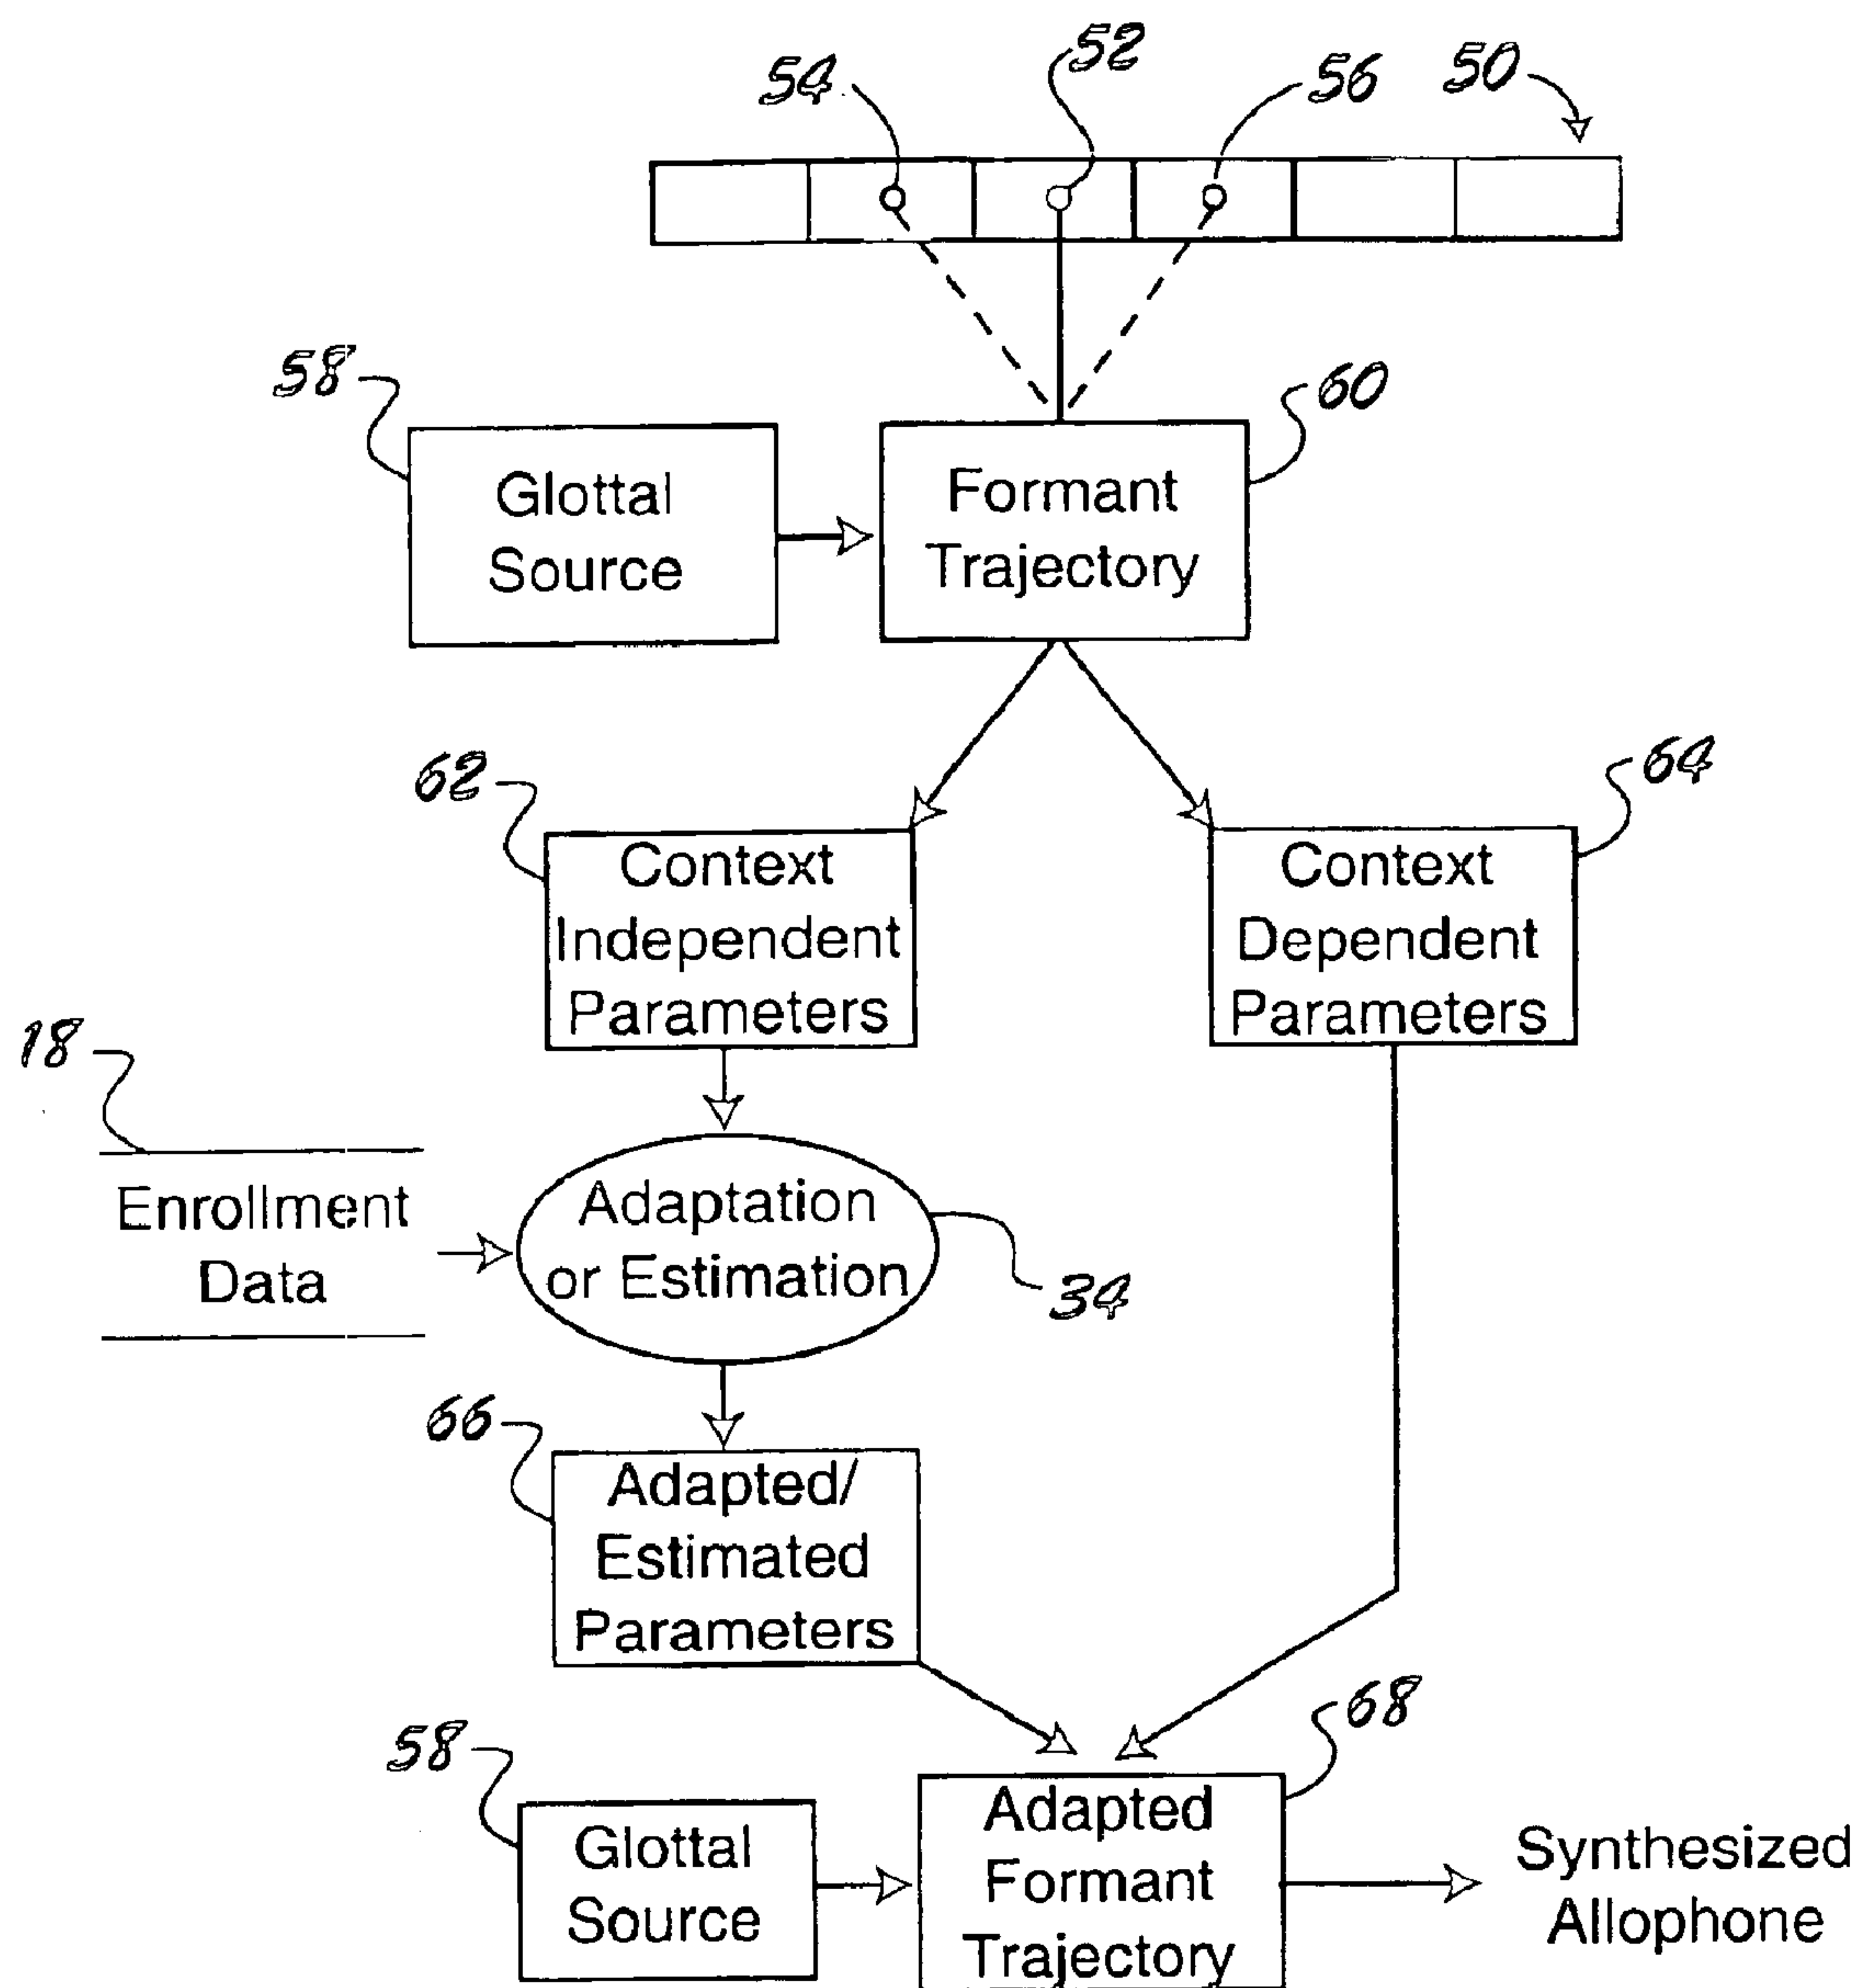 52
54
56
50
58
60
Glottal
Source
Formant
Trajectory
62
64
Context
Independent
Parameters
Context
Dependent
Parameters
18
Enrollment
Data
Adaptation
or Estimation
34
66
Adapted/
Estimated
Parameters
58
68
Glottal
Source
Adapted
Formant
Trajectory
Synthesized
Allophone